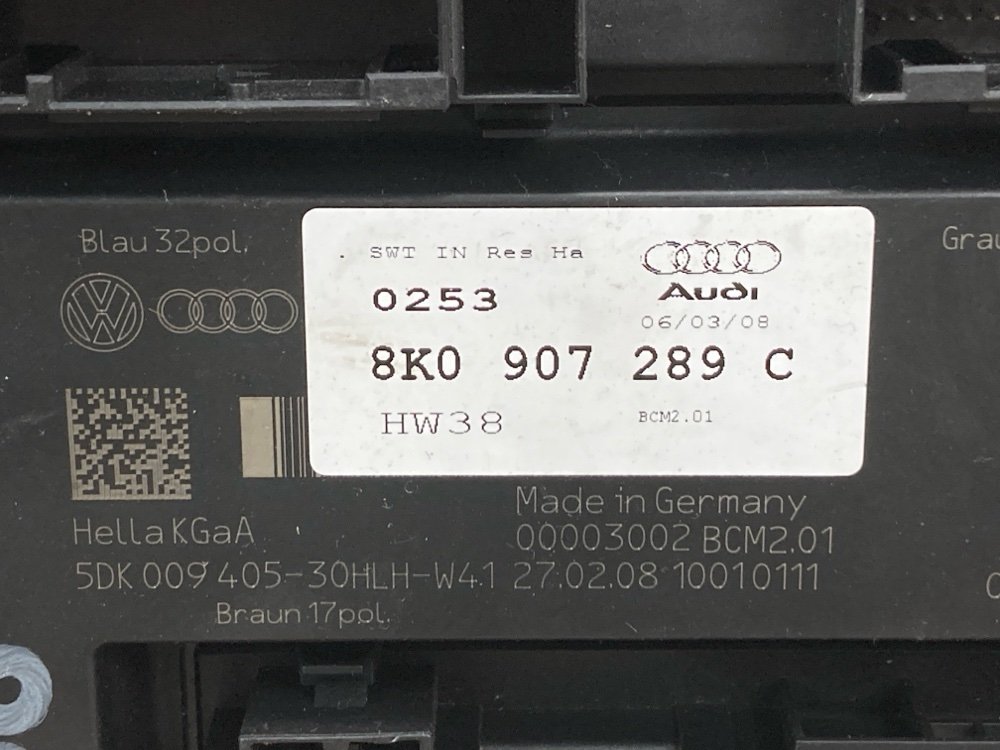 Blau 32pol.
Grau
. SWT IN Res Ha
0253
Audi
06/03/08
8K0 907 289 C
HW38
BCM2.01
Made in Germany
Hella KGaA
00003002 BCM2.01
5DK 009 405-30HLH-W41 27.02.08 10010111
Braun 17pol.